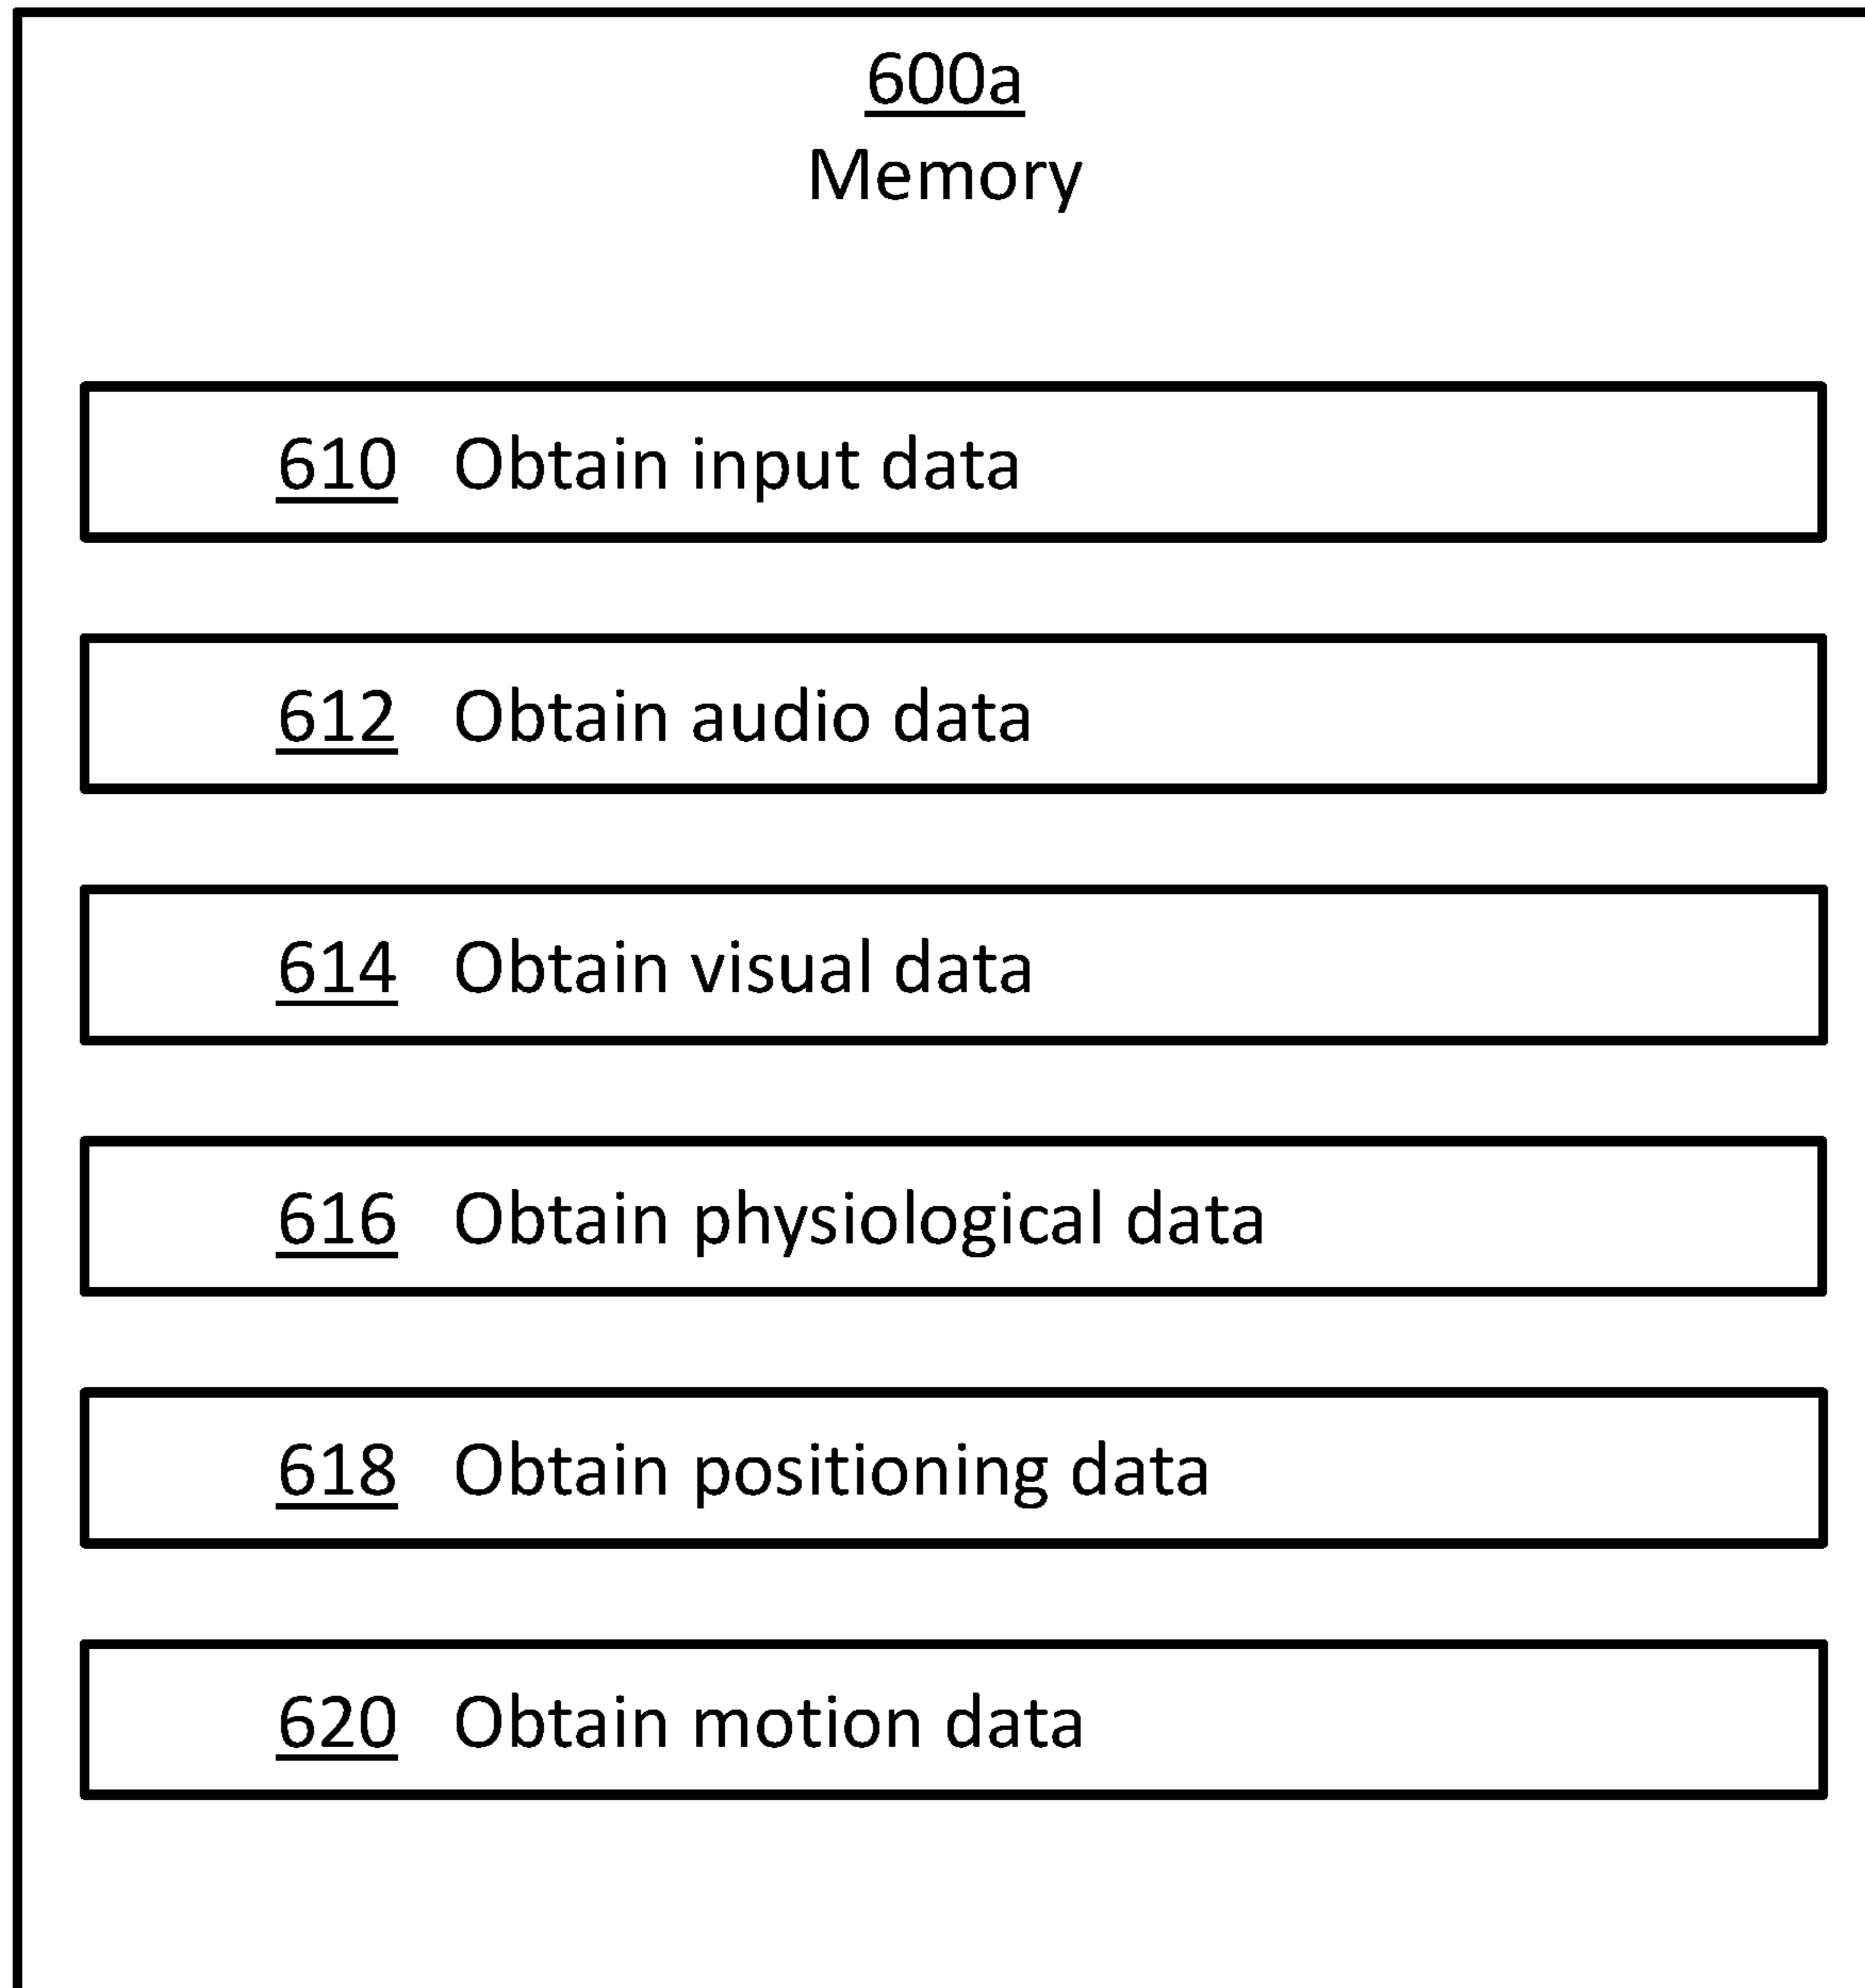 600a
Memory
610 Obtain input data
612 Obtain audio data
614 Obtain visual data
616 Obtain physiological data
618 Obtain positioning data
620 Obtain motion data